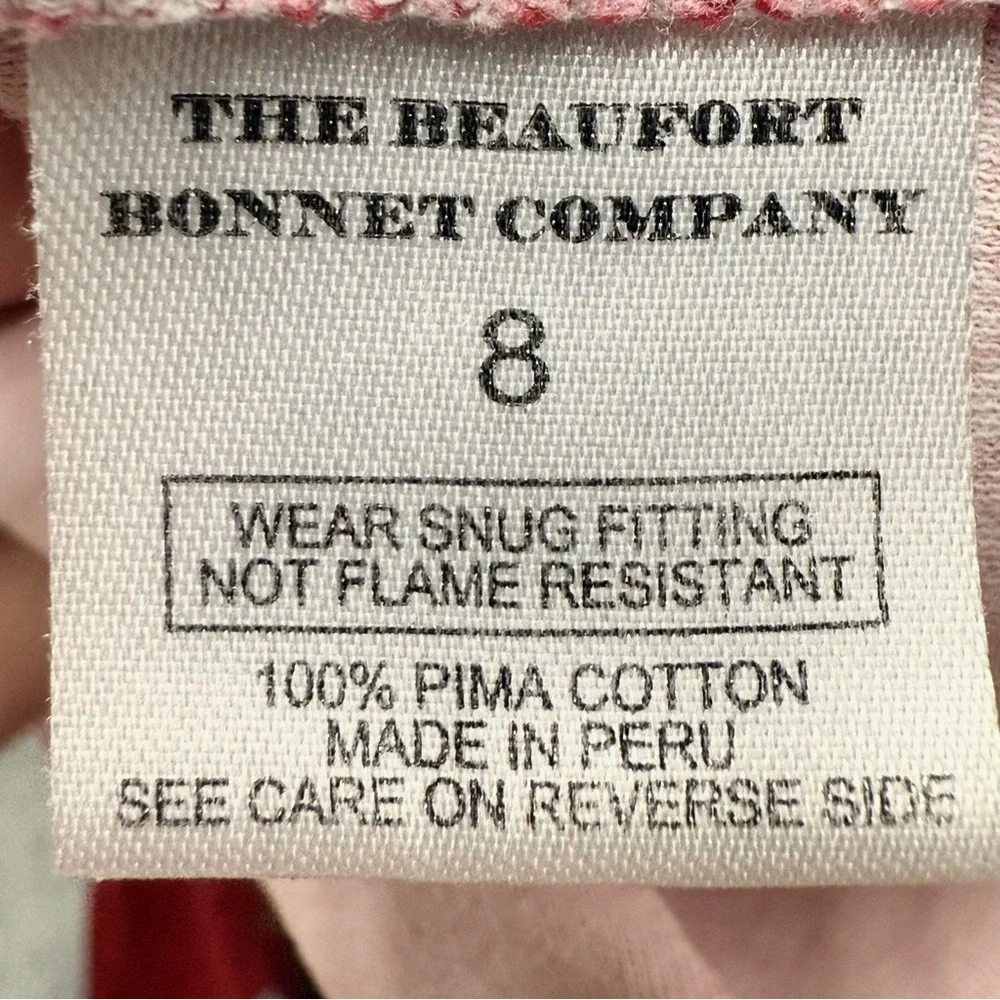 THE BEAUFORT
BONNET COMPANY
8
WEAR SNUG FITTING
NOT FLAME RESISTANT
100% PIMA COTTON
MADE IN PERU
SEE CARE ON REVERSE SIDE